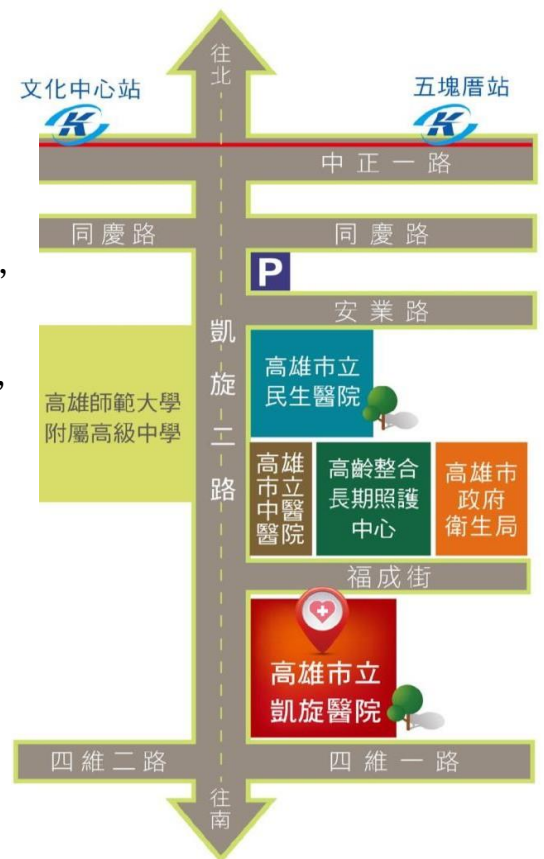 往北
文化中心站
五塊厝站
K
K
中正一路
同慶路
同慶路
，
P
安業路
，
凱旋二路
高雄市立
民生醫院
高雄師範大學
附屬高級中學
高雄
市立
中醫
醫院
高齡整合
長期照護
中心
高雄市
政府
衛生局
福成街
高雄市立
凱旋醫院
四維二路
四維一路
往南